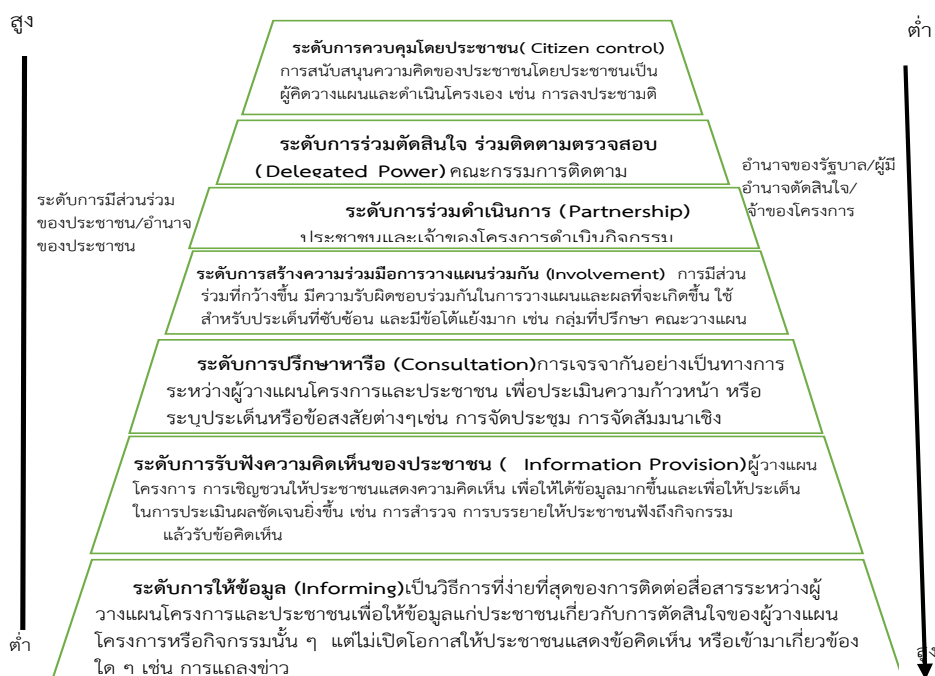 สูง
ต่ำ
ระดับการควบคุมโดยประชาชน( Citizen control)
การสนับสนุนความคิดของประชาชนโดยประชาชนเป็น
ผู้คิดวางแผนและดำเนินโครงเอง เช่น การลงประชามติ
ระดับการร่วมตัดสินใจ ร่วมติดตามตรวจสอบ
(Delegated Power) คณะกรรมการติดตาม
ระดับการมีส่วนร่วม
ของประชาชน/อำนาจ
ของประชาชน
อำนาจของรัฐบาล/ผู้มี
อำนาจตัดสินใจ/
เจ้าของโครงการ
ระดับการร่วมดำเนินการ (Partnership)
ประชาชนและเจ้าของโครงการดำเนินกิจกรรม
ระดับการสร้างความร่วมมือการวางแผนร่วมกัน (Involvement) การมีส่วน
ร่วมที่กว้างขึ้น มีความรับผิดชอบร่วมกันในการวางแผนและผลที่จะเกิดขึ้น ใช้
สำหรับประเด็นที่ซับซ้อน และมีข้อโต้แย้งมาก เช่น กลุ่มที่ปรึกษา คณะวางแผน
ระดับการปรึกษาหารือ (Consultation)การเจรจากันอย่างเป็นทางการ
ระหว่างผู้วางแผนโครงการและประชาชน เพื่อประเมินความก้าวหน้า หรือ
ระบุประเด็นหรือข้อสงสัยต่างๆเช่น การจัดประชุม การจัดสัมมนาเชิง
ระดับการรับฟังความคิดเห็นของประชาชน ( Information Provision)ผู้วางแผน
โครงการ การเชิญชวนให้ประชาชนแสดงความคิดเห็น เพื่อให้ได้ข้อมูลมากขึ้นและเพื่อให้ประเด็น
ในการประเมินผลชัดเจนยิ่งขึ้น เช่น การสำรวจ การบรรยายให้ประชาชนฟังถึงกิจกรรม
แล้วรับข้อคิดเห็น
ระดับการให้ข้อมูล (Informing)เป็นวิธีการที่ง่ายที่สุดของการติดต่อสื่อสารระหว่างผู้
วางแผนโครงการและประชาชนเพื่อให้ข้อมูลแก่ประชาชนเกี่ยวกับการตัดสินใจของผู้วางแผน
โครงการหรือกิจกรรมนั้น ๆ แต่ไม่เปิดโอกาสให้ประชาชนแสดงข้อคิดเห็น หรือเข้ามาเกี่ยวข้อง
ใด ๆ เช่น การแถลงข่าว
ต่ำ
สูง